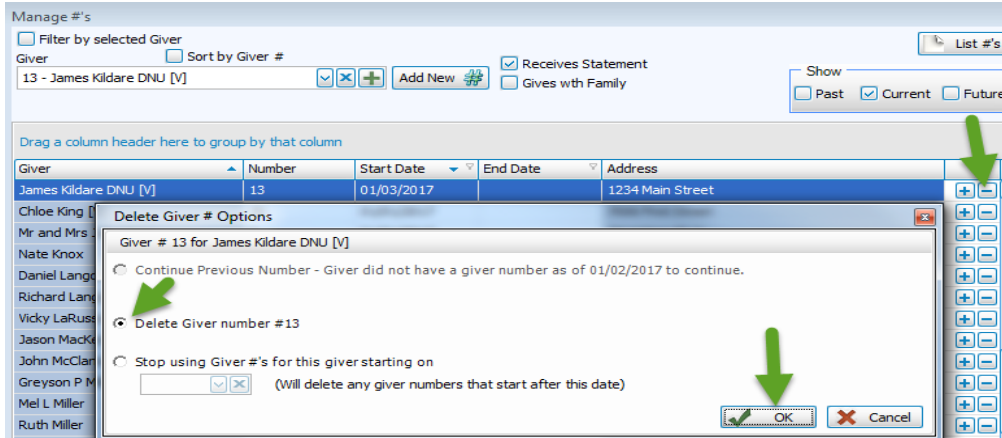 Manage #'s
Filter by selected Giver
Giver Sort by Giver #
13 - James Kildare DNU [V] Add New Receives Statement
Gives wth Family
List #'s
Show
Past Current Future
Drag a column header here to group by that column
Giver Number Start Date End Date Address
James Kildare DNU [V] 13 01/03/2017 1234 Main Street
Chloe King
Mr and Mrs
Nate Knox
Daniel
Richard
Vicky
Jason
John
Greyson P
Mel L Miller
Ruth Miller
Delete Giver # Options
Giver # 13 for James Kildare DNU [V]
Continue Previous Number - Giver did not have a giver number as of 01/02/2017 to continue.
Delete Giver number #13
Stop using Giver #'s for this giver starting on
(Will delete any giver numbers that start after this date)
OK Cancel